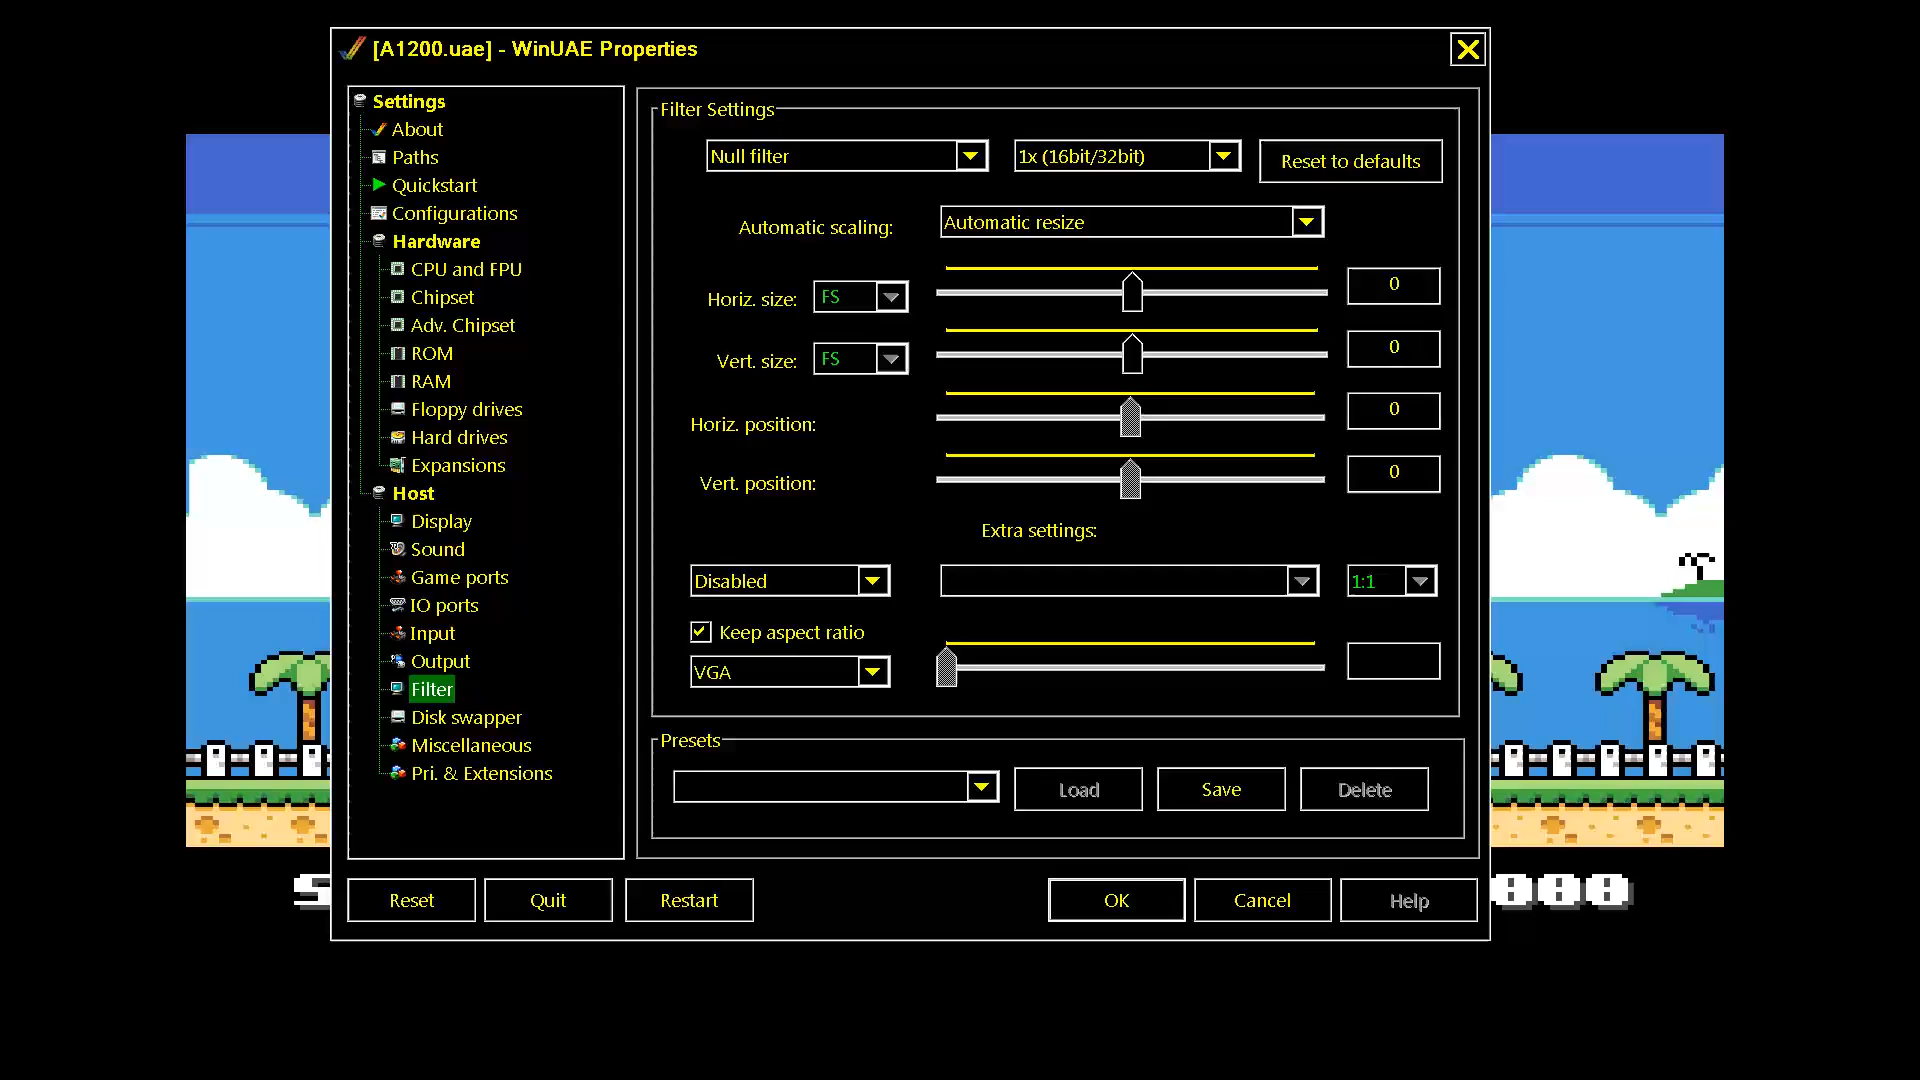 [A1200.uae] - WinUAE Properties
Settings
About
Paths
Quickstart
Configurations
Hardware
CPU and FPU
Chipset
Adv. Chipset
ROM
RAM
Floppy drives
Hard drives
Expansions
Host
Display
Sound
Game ports
IO ports
Input
Output
Filter
Disk swapper
Miscellaneous
Pri. & Extensions
Filter Settings
Null filter
1x (16bit/32bit)
Reset to defaults
Automatic scaling:
Automatic resize
Horiz. size:
FS
0
Vert. size:
FS
0
Horiz. position:
0
Vert. position:
0
Extra settings:
Disabled
1:1
Keep aspect ratio
VGA
Presets
Load
Save
Delete
Reset
Quit
Restart
OK
Cancel
Help